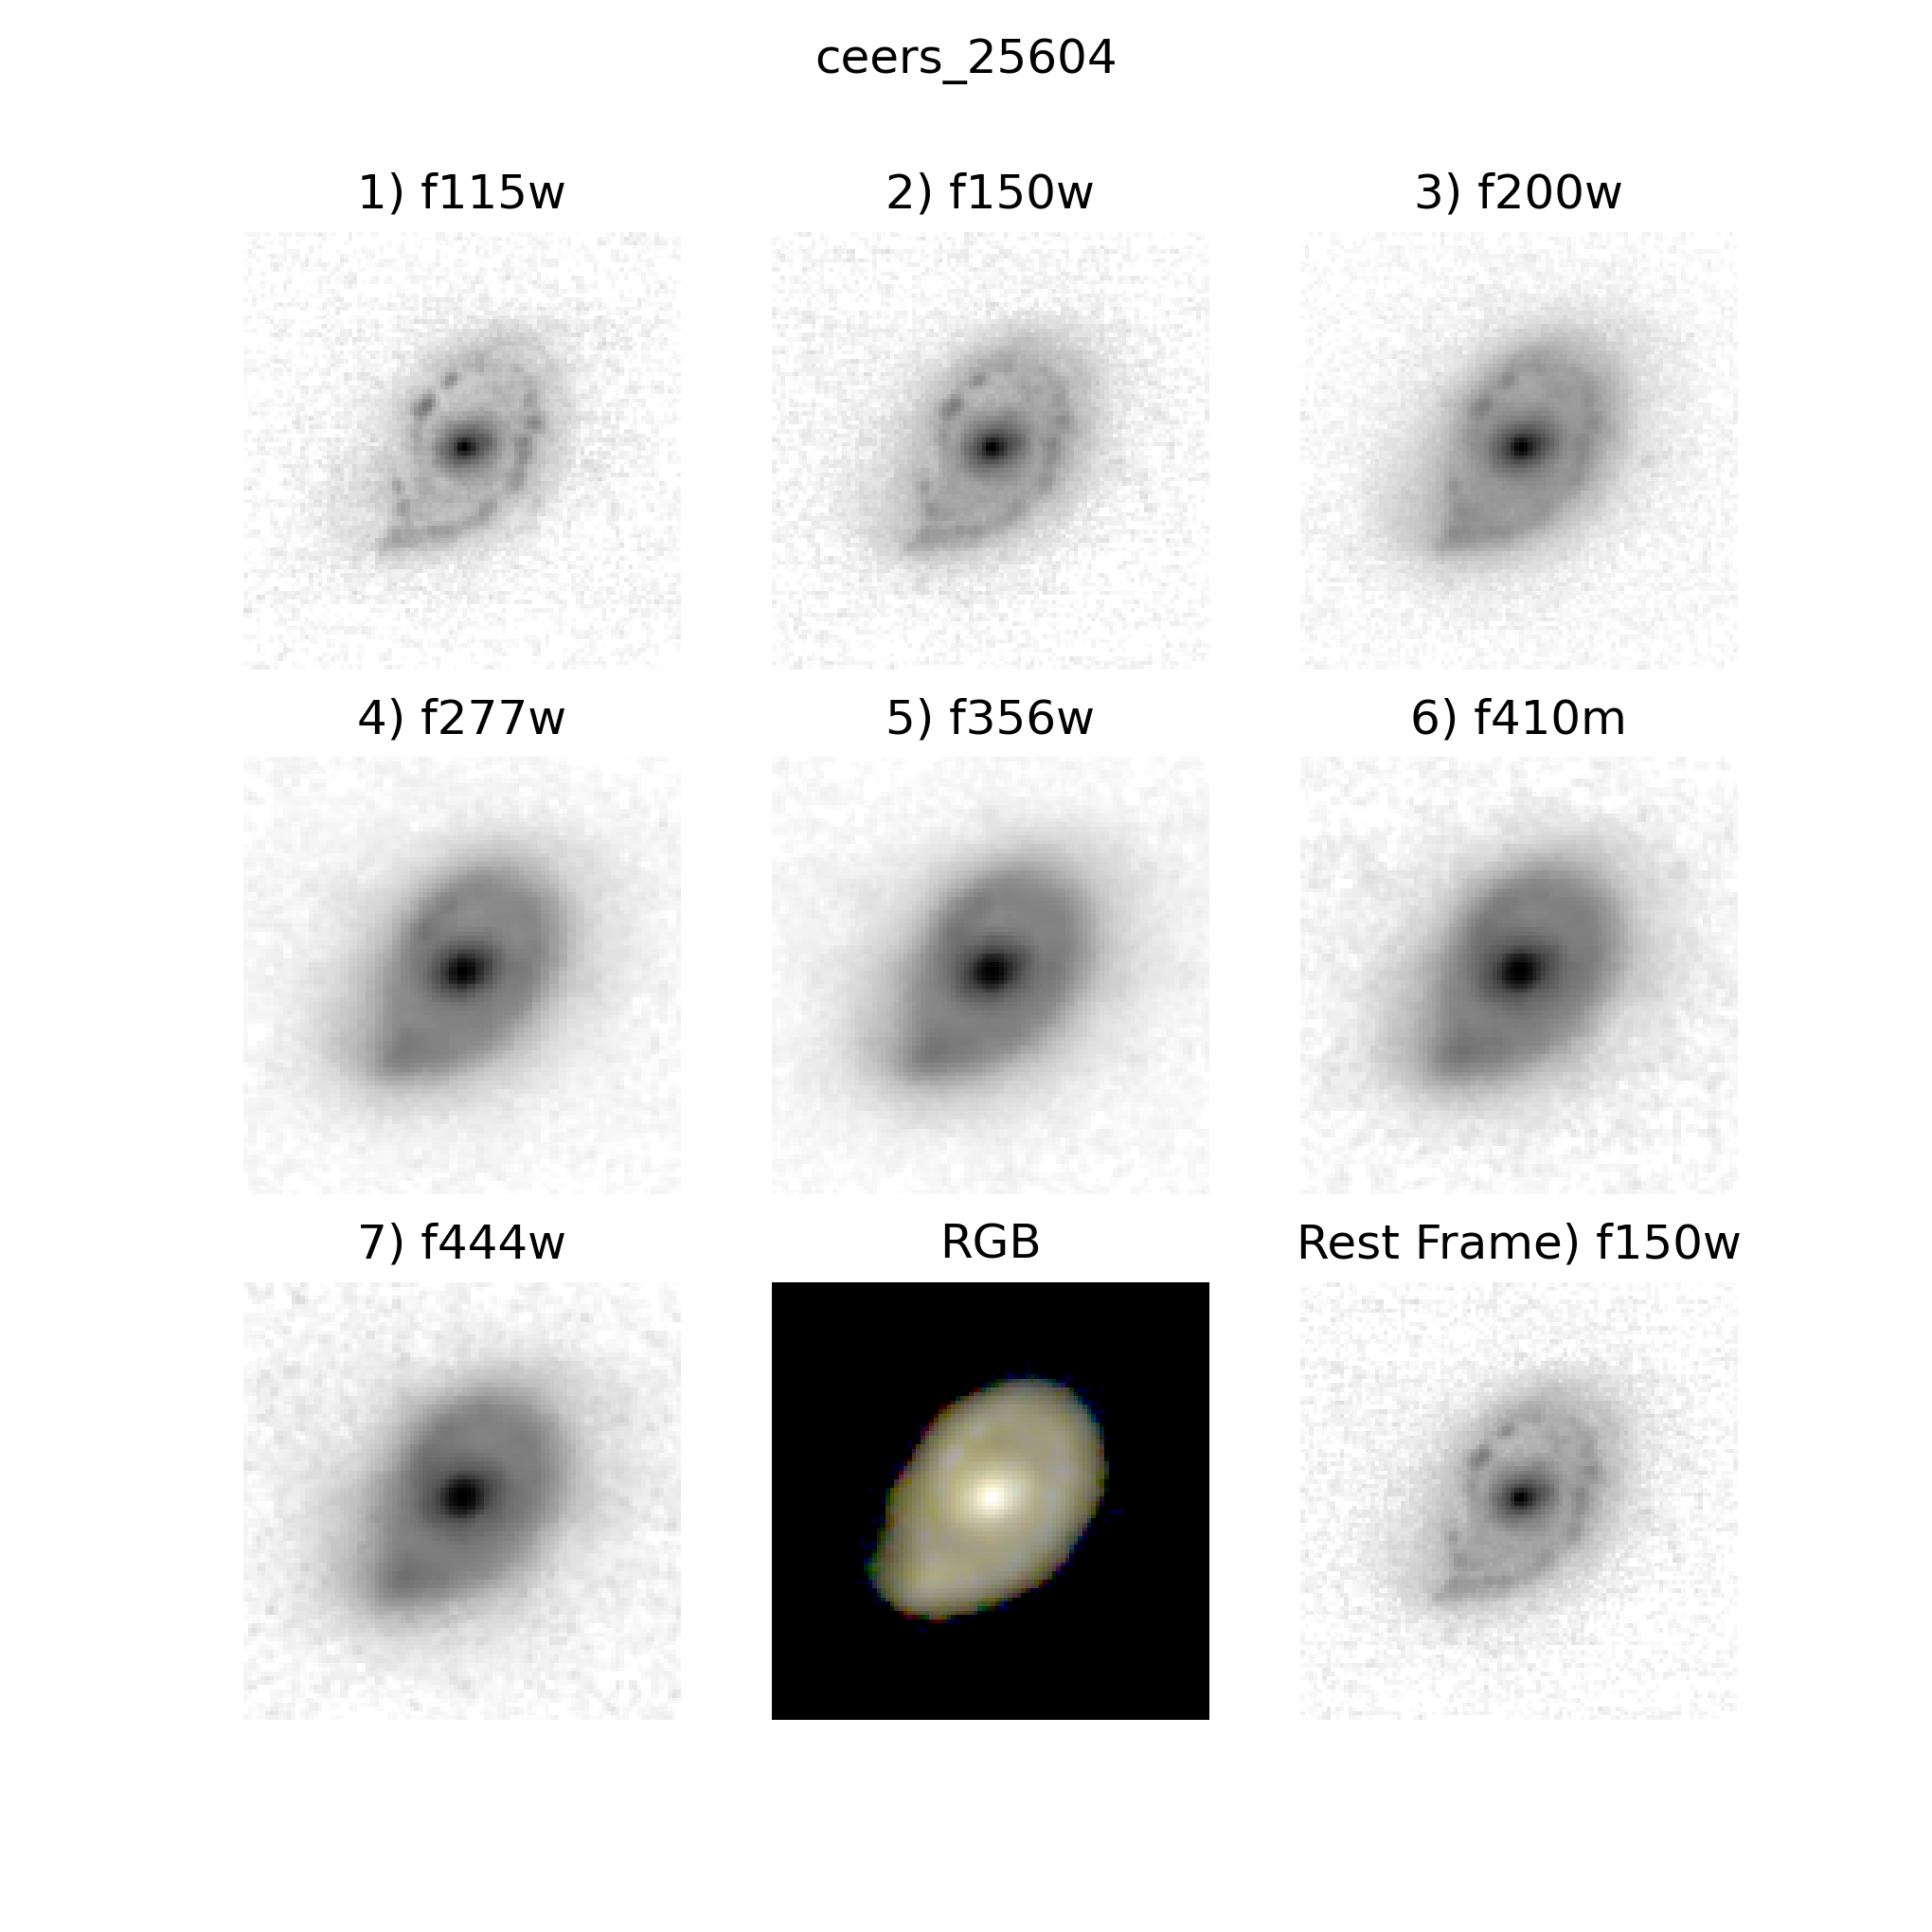 ceers_25604
1) f115w
2) f150w
3) f200w
4) f277w
5) f356w
6) f410m
7) f444w
RGB
Rest Frame) f150w